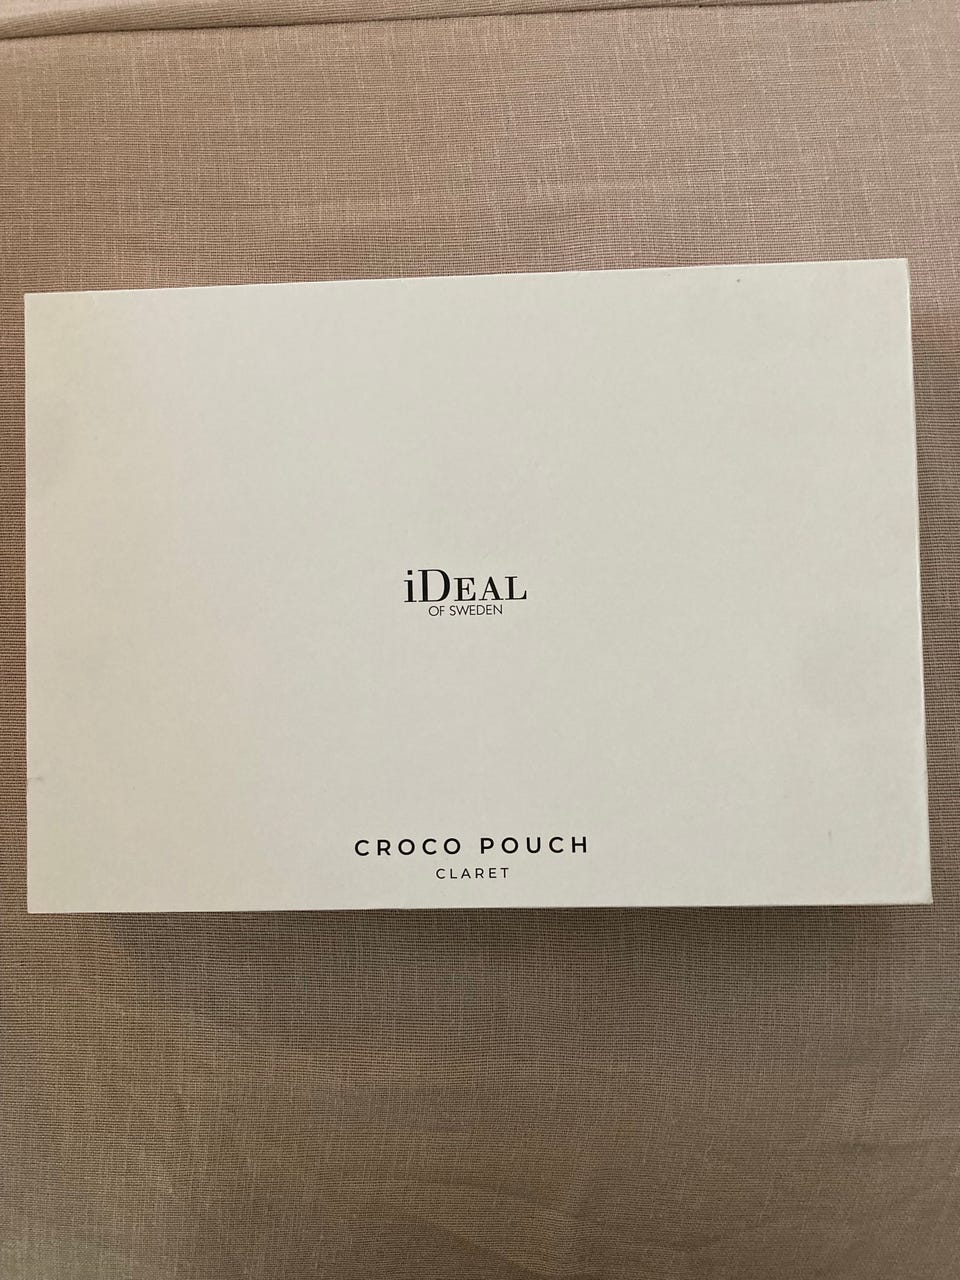 iDEAL
OF SWEDEN
CROCO POUCH
CLARET